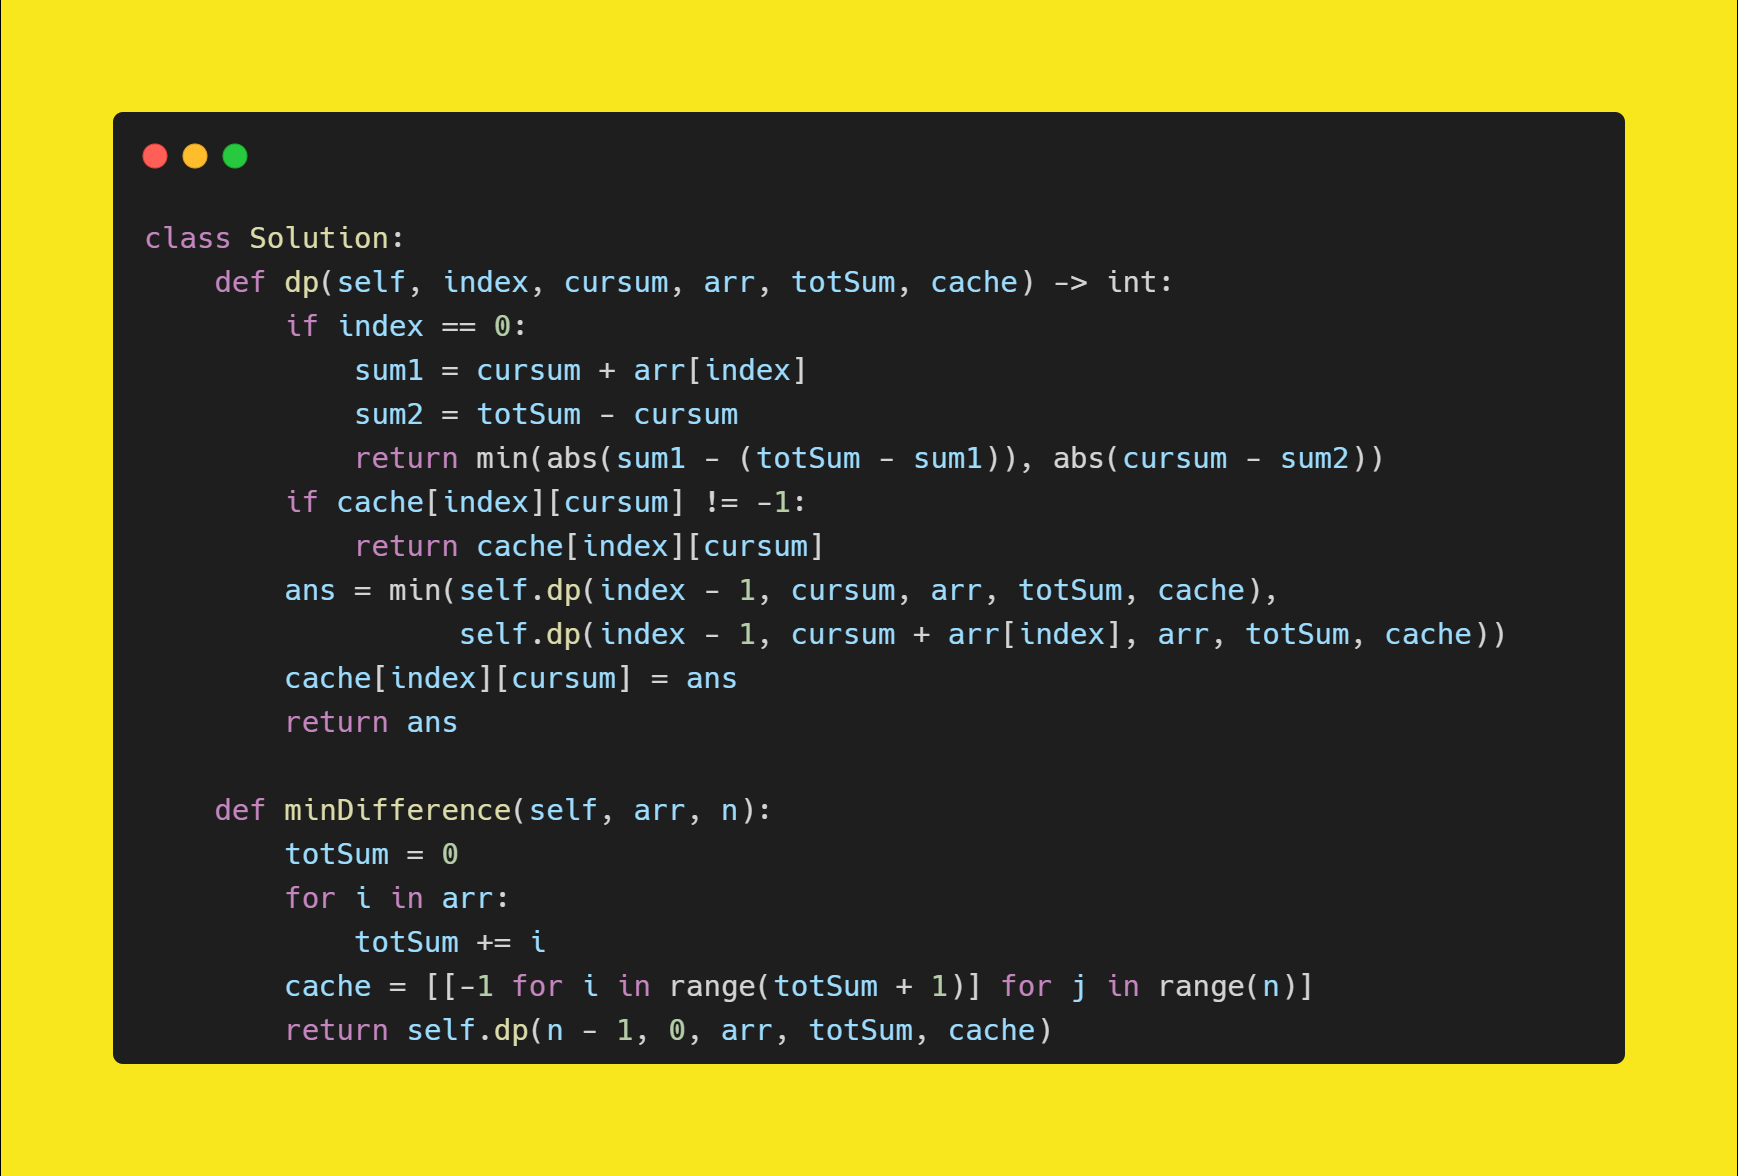 class Solution:
    def dp(self, index, cursum, arr, totSum, cache) -> int:
        if index == 0:
            sum1 = cursum + arr[index]
            sum2 = totSum - cursum
            return min(abs(sum1 - (totSum - sum1)), abs(cursum - sum2))
        if cache[index][cursum] != -1:
            return cache[index][cursum]
        ans = min(self.dp(index - 1, cursum, arr, totSum, cache),
                  self.dp(index - 1, cursum + arr[index], arr, totSum, cache))
        cache[index][cursum] = ans
        return ans

    def minDifference(self, arr, n):
        totSum = 0
        for i in arr:
            totSum += i
        cache = [[-1 for i in range(totSum + 1)] for j in range(n)]
        return self.dp(n - 1, 0, arr, totSum, cache)